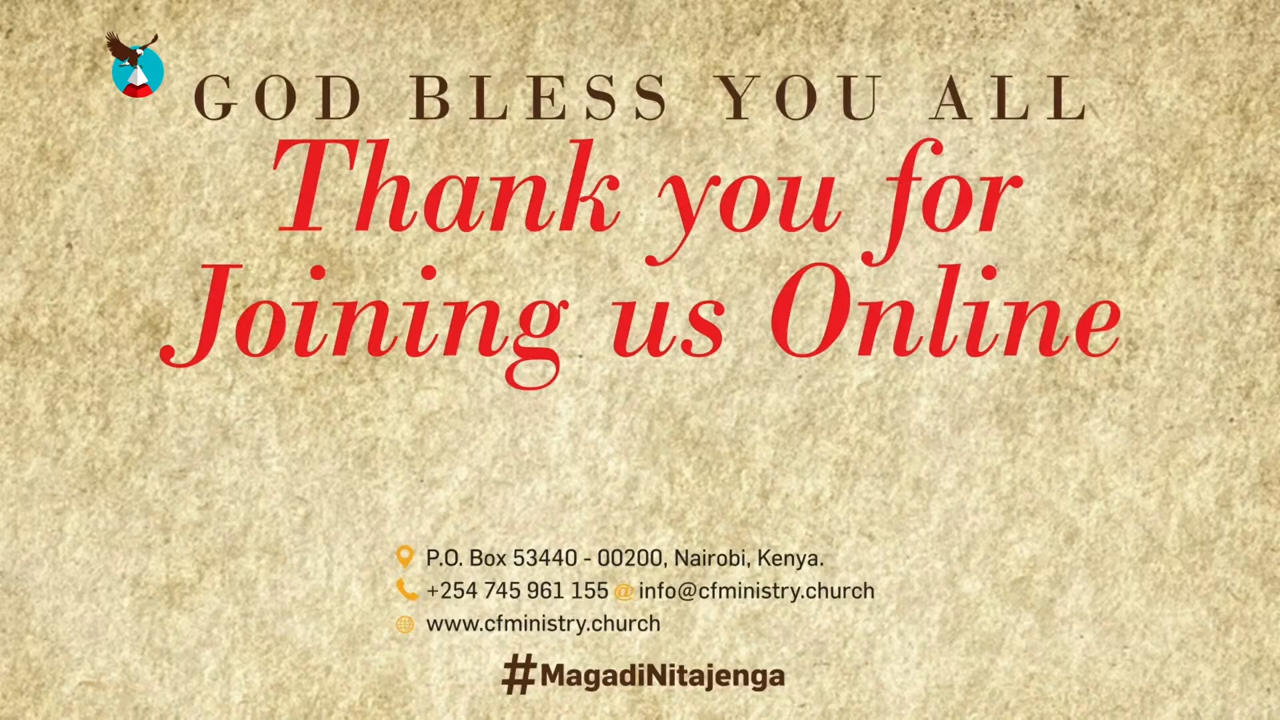 GOD BLESS YOU ALL
Thank you for
Joining us Online
P.O. Box 53440 - 00200, Nairobi, Kenya.
+254 745 961 155 @ info@cfministry.church
www.cfministry.church
#MagadiNitajenga